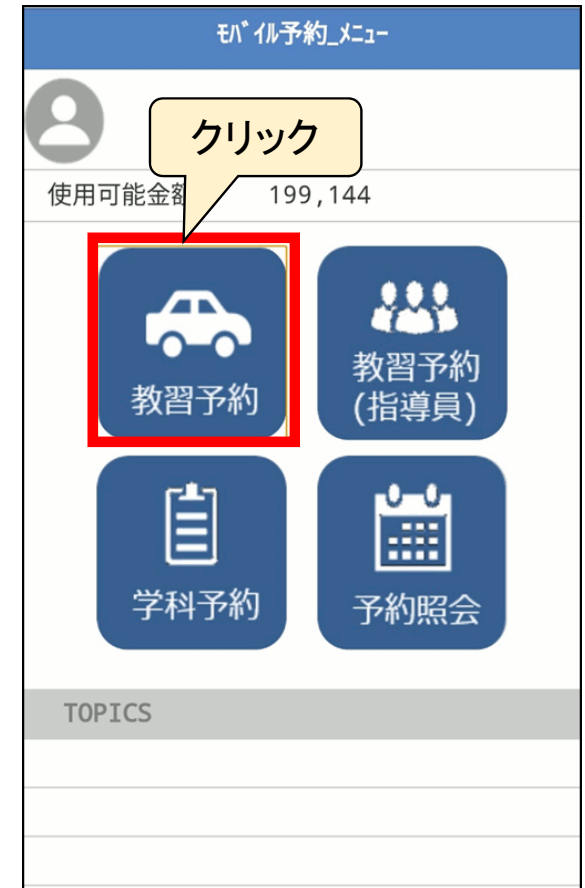 ﾓﾊﾞｲﾙ予約_ﾒﾆｭｰ
クリック
使用可能金額 199,144
教習予約
教習予約
(指導員)
学科予約
予約照会
TOPICS